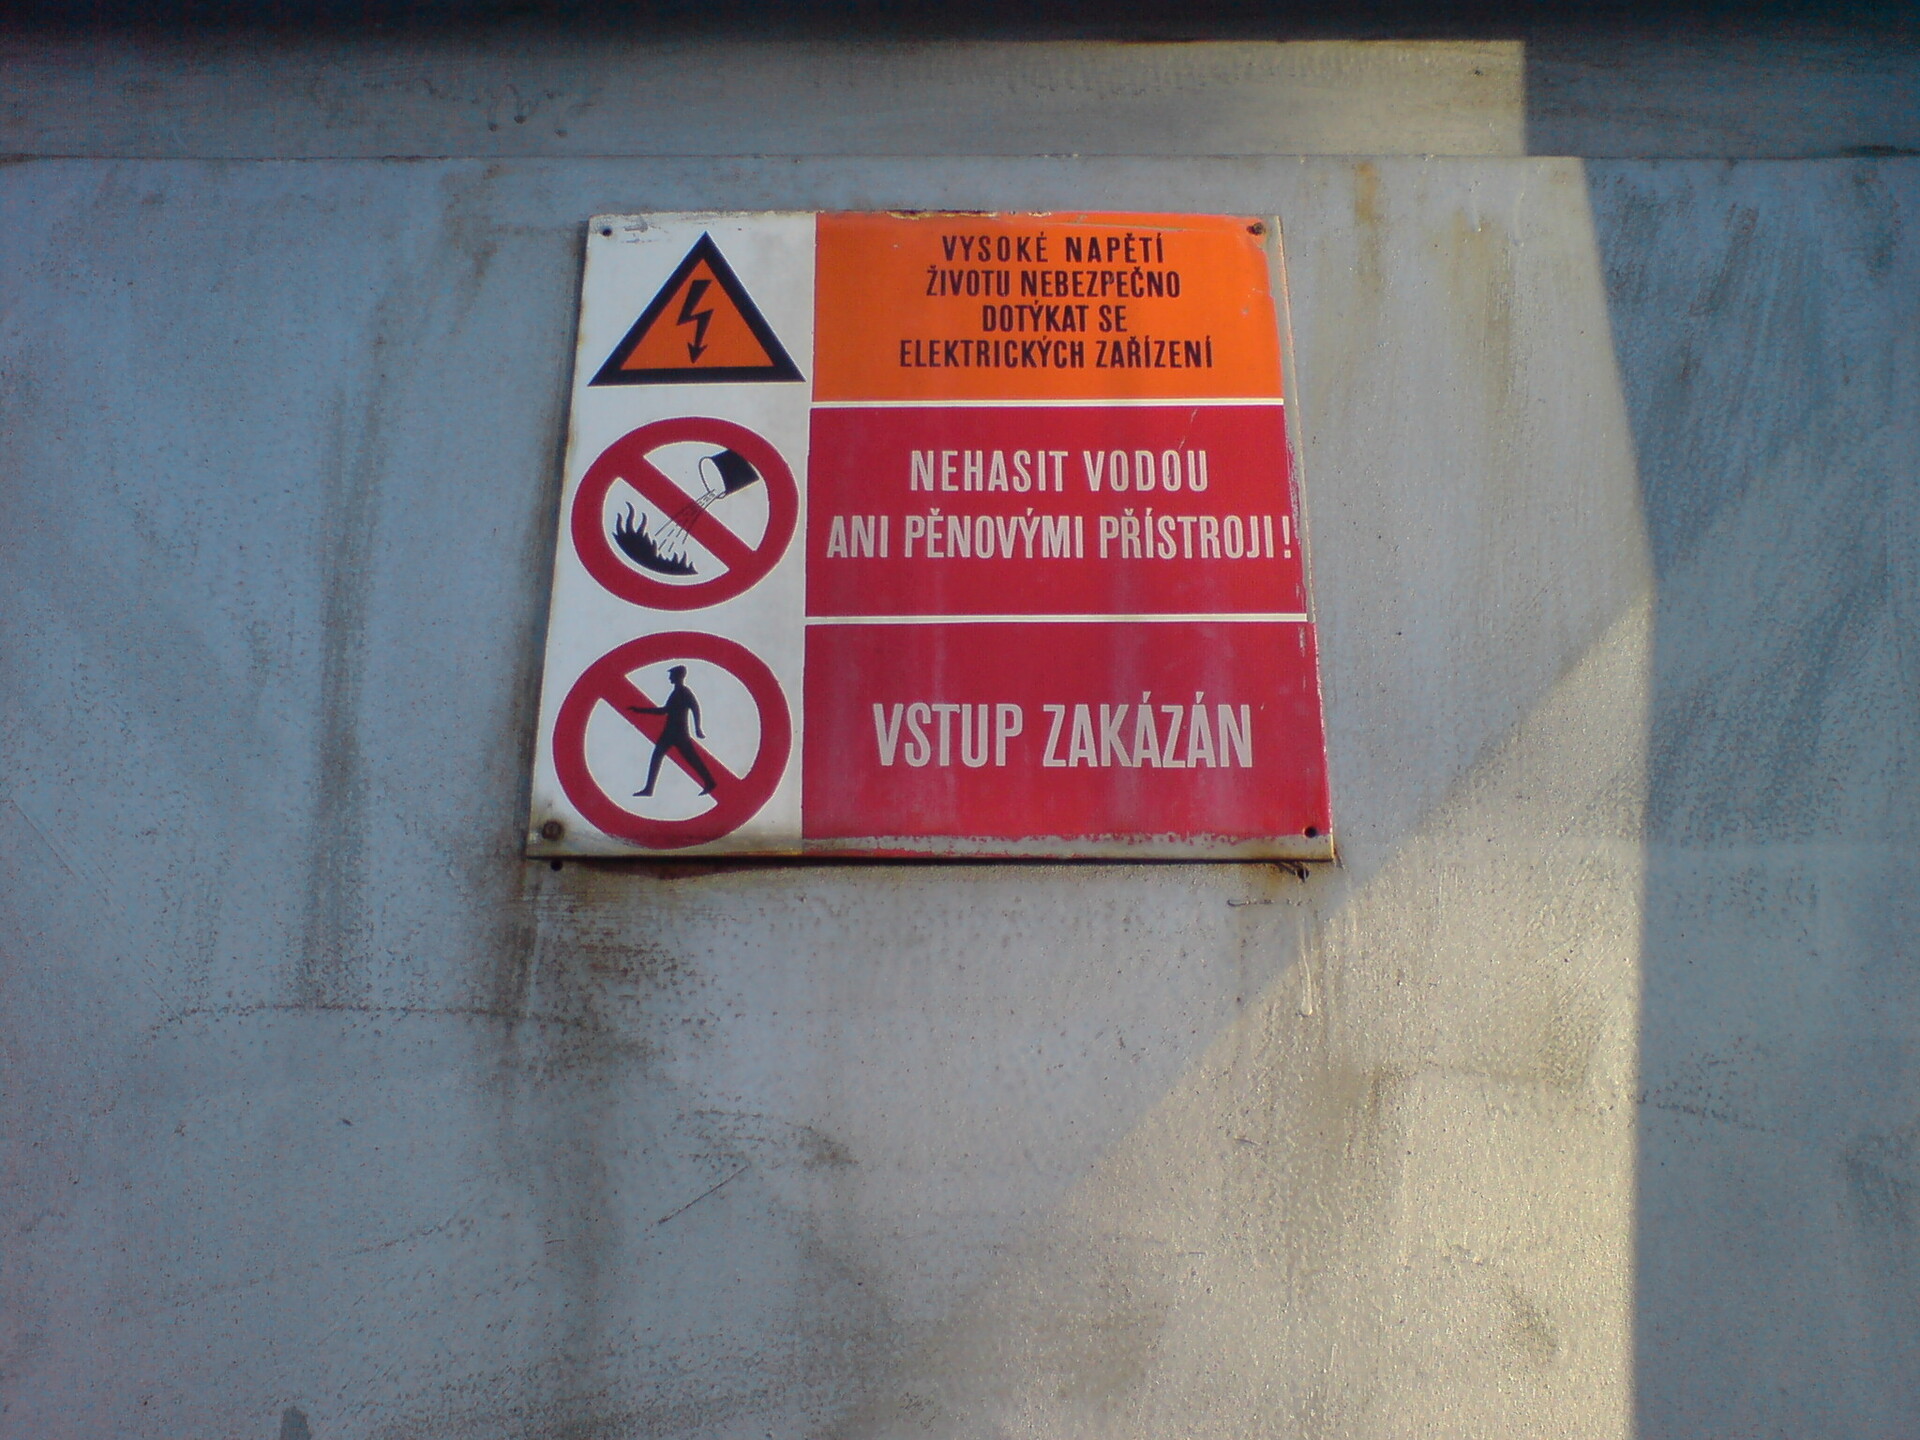 VYSOKÉ NAPĚTÍ
ŽIVOTU NEBEZPEČNO
DOTÝKAT SE
ELEKTRICKÝCH ZAŘÍZENÍ
NEHASIT VODOU
ANI PĚNOVÝMI PŘÍSTROJI!
VSTUP ZAKÁZÁN